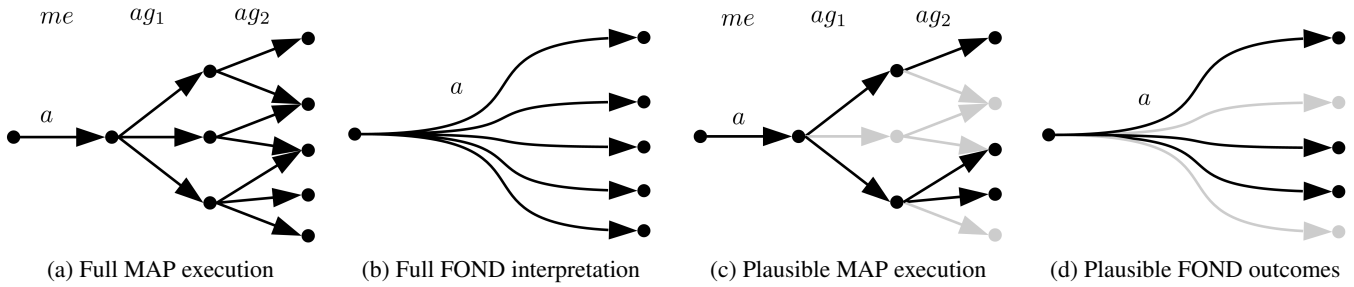 me ag1 ag2 me ag1 ag2
a a a a
(a) Full MAP execution (b) Full FOND interpretation (c) Plausible MAP execution (d) Plausible FOND outcomes